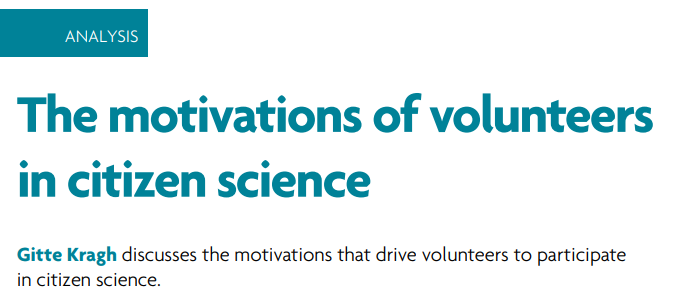 ANALYSIS
The motivations of volunteers
in citizen science
Gitte Kragh discusses the motivations that drive volunteers to participate
in citizen science.